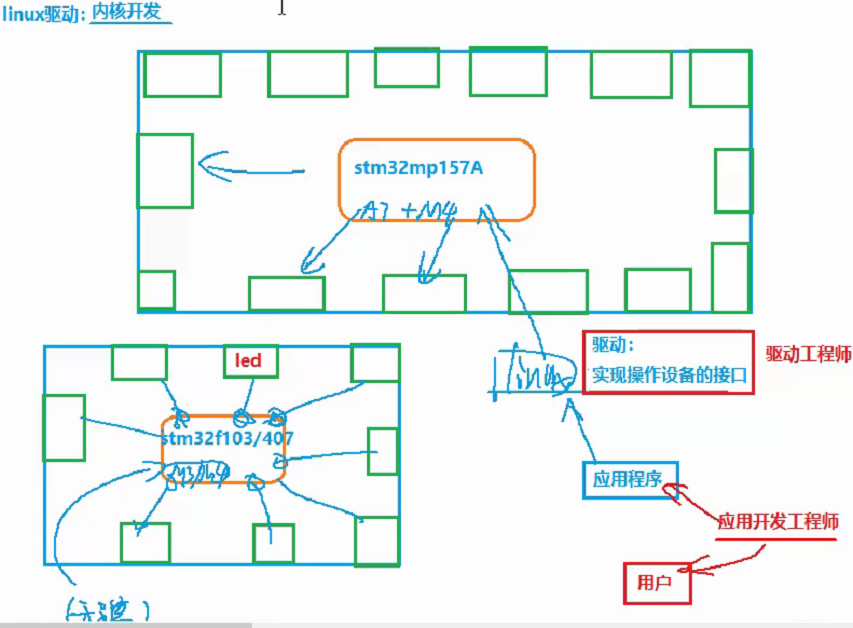 linux驱动：内核开发
stm32mp157A
A7 +M4
led
stm32f103/407
M3/M4
linux
驱动：
实现操作设备的接口
驱动工程师
应用程序
应用开发工程师
用户